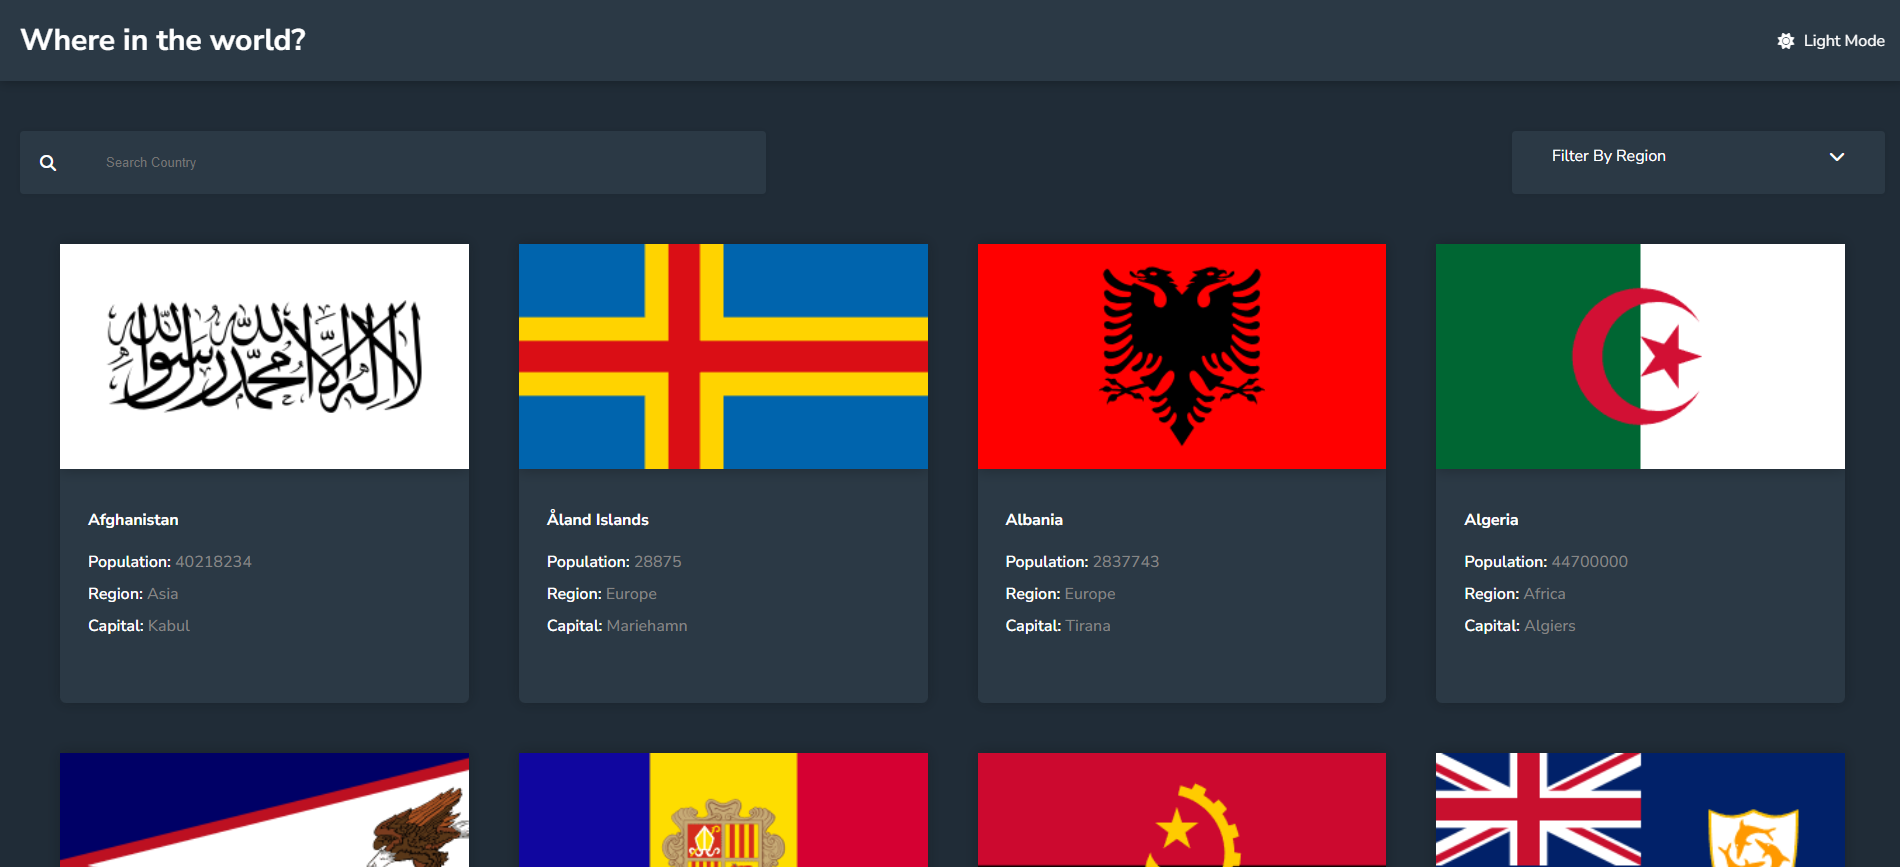 Where in the world?
Light Mode
Search Country
Filter By Region
لا إله إلا الله محمد رسول الله
Afghanistan
Population: 40218234
Region: Asia
Capital: Kabul
Åland Islands
Population: 28875
Region: Europe
Capital: Mariehamn
Albania
Population: 2837743
Region: Europe
Capital: Tirana
Algeria
Population: 44700000
Region: Africa
Capital: Algiers